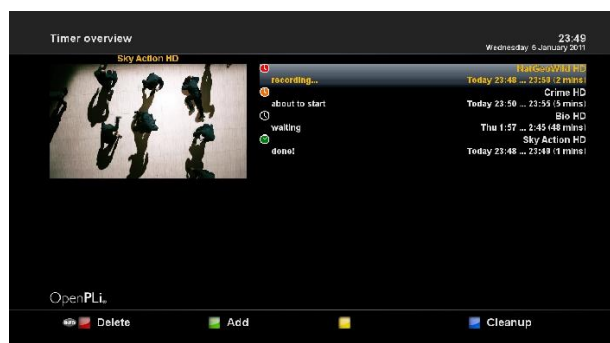 Timer overview
23:49
Wednesday 5 January 2011
Sky Action HD
NatGeoWild HD
recording...
Today 23:48 ... 23:50 (2 mins)
Crime HD
about to start
Today 23:50 ... 23:55 (5 mins)
Bio HD
waiting
Thu 1:57 ... 2:45 (48 mins)
Sky Action HD
done!
Today 23:48 ... 23:49 (1 mins)
OpenPLi.
Delete
Add
Cleanup